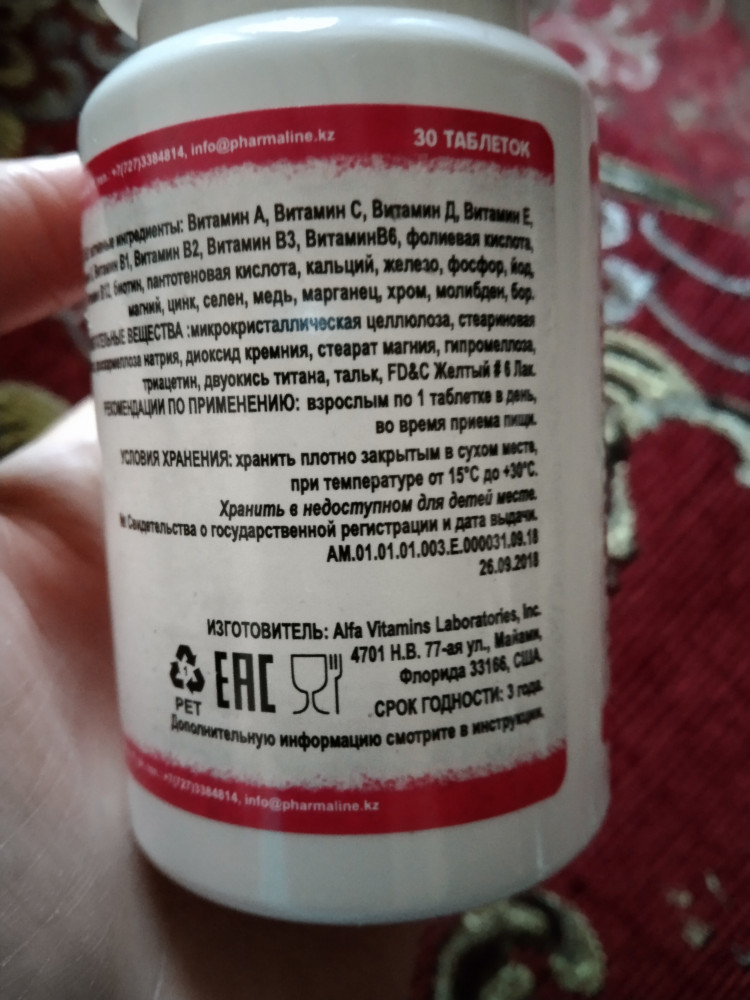 +7(727)3384814, info@pharmaline.kz
30 ТАБЛЕТОК
ингредиенты: Витамин А, Витамин С, Витамин Д, Витамин Е,
Витамин В1, Витамин В2, Витамин В3, ВитаминВ6, фолиевая кислота,
В12, биотин, пантотеновая кислота, кальций, железо, фосфор, йод,
магний, цинк, селен, медь, марганец, хром, молибден, бор.
ВЕЩЕСТВА :микрокристаллическая целлюлоза, стеариновая
натрия, диоксид кремния, стеарат магния, гипромеллоза,
триацетин, двуокись титана, тальк, FD&C Желтый # 6 Лак.
РЕКОМЕНДАЦИИ ПО ПРИМЕНЕНИЮ: взрослым по 1 таблетке в день,
во время приема пищи.
УСЛОВИЯ ХРАНЕНИЯ: хранить плотно закрытым в сухом месте,
при температуре от 15°С до +30°С.
Хранить в недоступном для детей месте.
№ Свидетельства о государственной регистрации и дата выдачи.
АМ.01.01.01.003.Е.000031.09.18
26.09.2018
ИЗГОТОВИТЕЛЬ: Alfa Vitamins Laboratories, Inc.
4701 Н.В. 77-ая ул., Майами,
Флорида 33166, США.
1
PET
EAC
СРОК ГОДНОСТИ: 3 года.
Дополнительную информацию смотрите в инструкции.
+7(727)3384814, info@pharmaline.kz